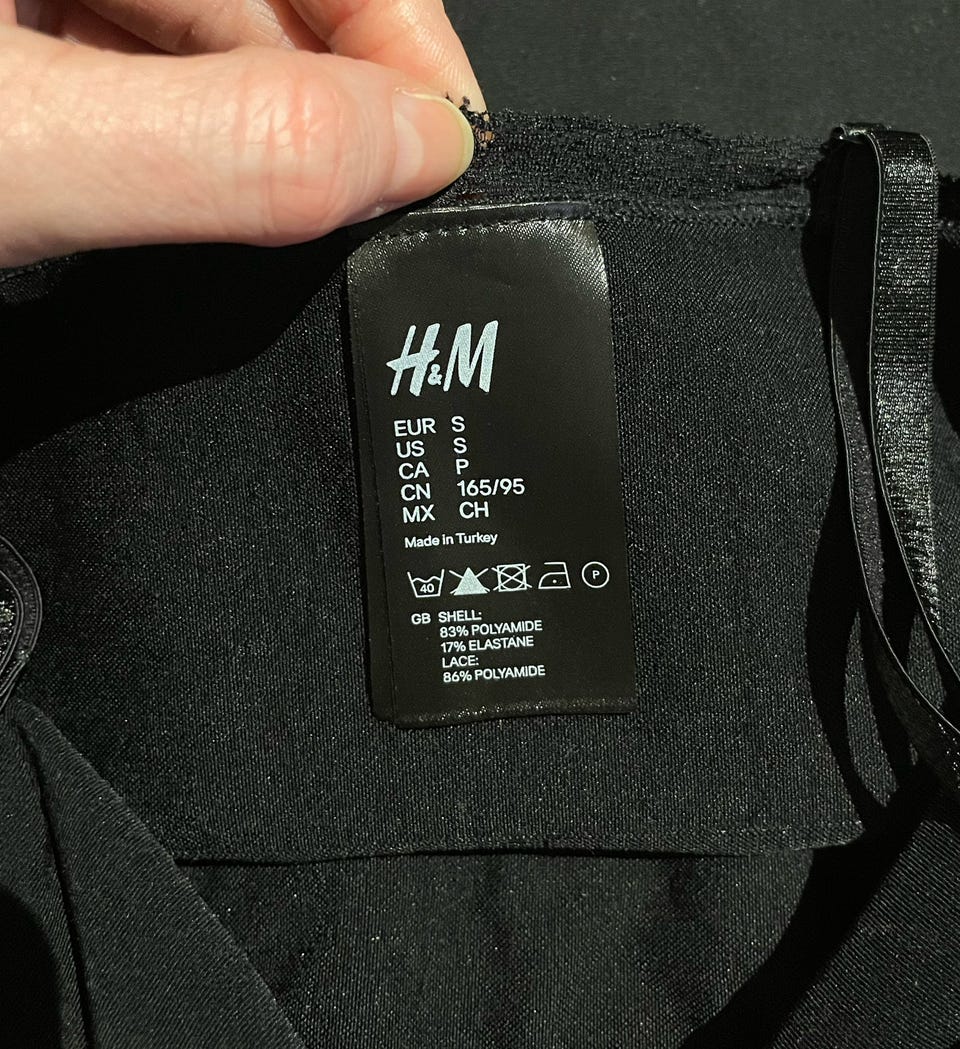 H&M
EUR S
US S
CA P
CN 165/95
MX CH
Made in Turkey
40 P
GB SHELL:
83% POLYAMIDE
17% ELASTANE
LACE:
86% POLYAMIDE